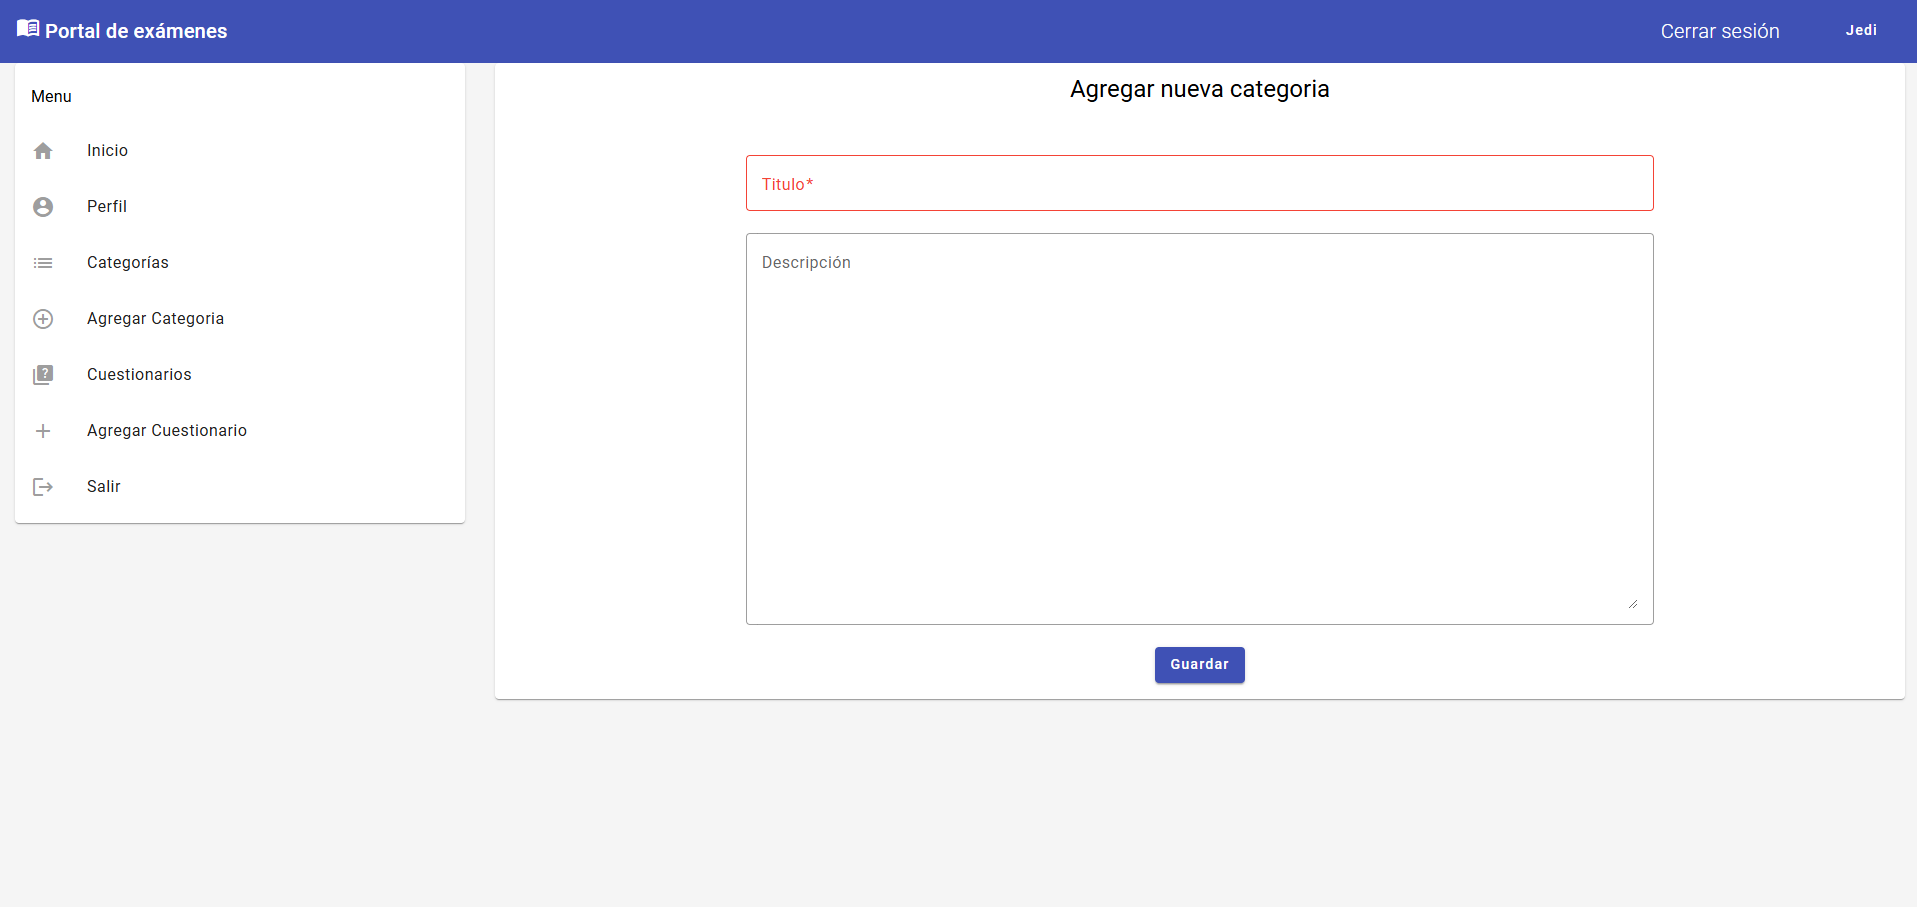 Portal de exámenes
Cerrar sesión
Jedi
Menu
Inicio
Perfil
Categorías
Agregar Categoria
Cuestionarios
Agregar Cuestionario
Salir
Agregar nueva categoria
Titulo*
Descripción
Guardar